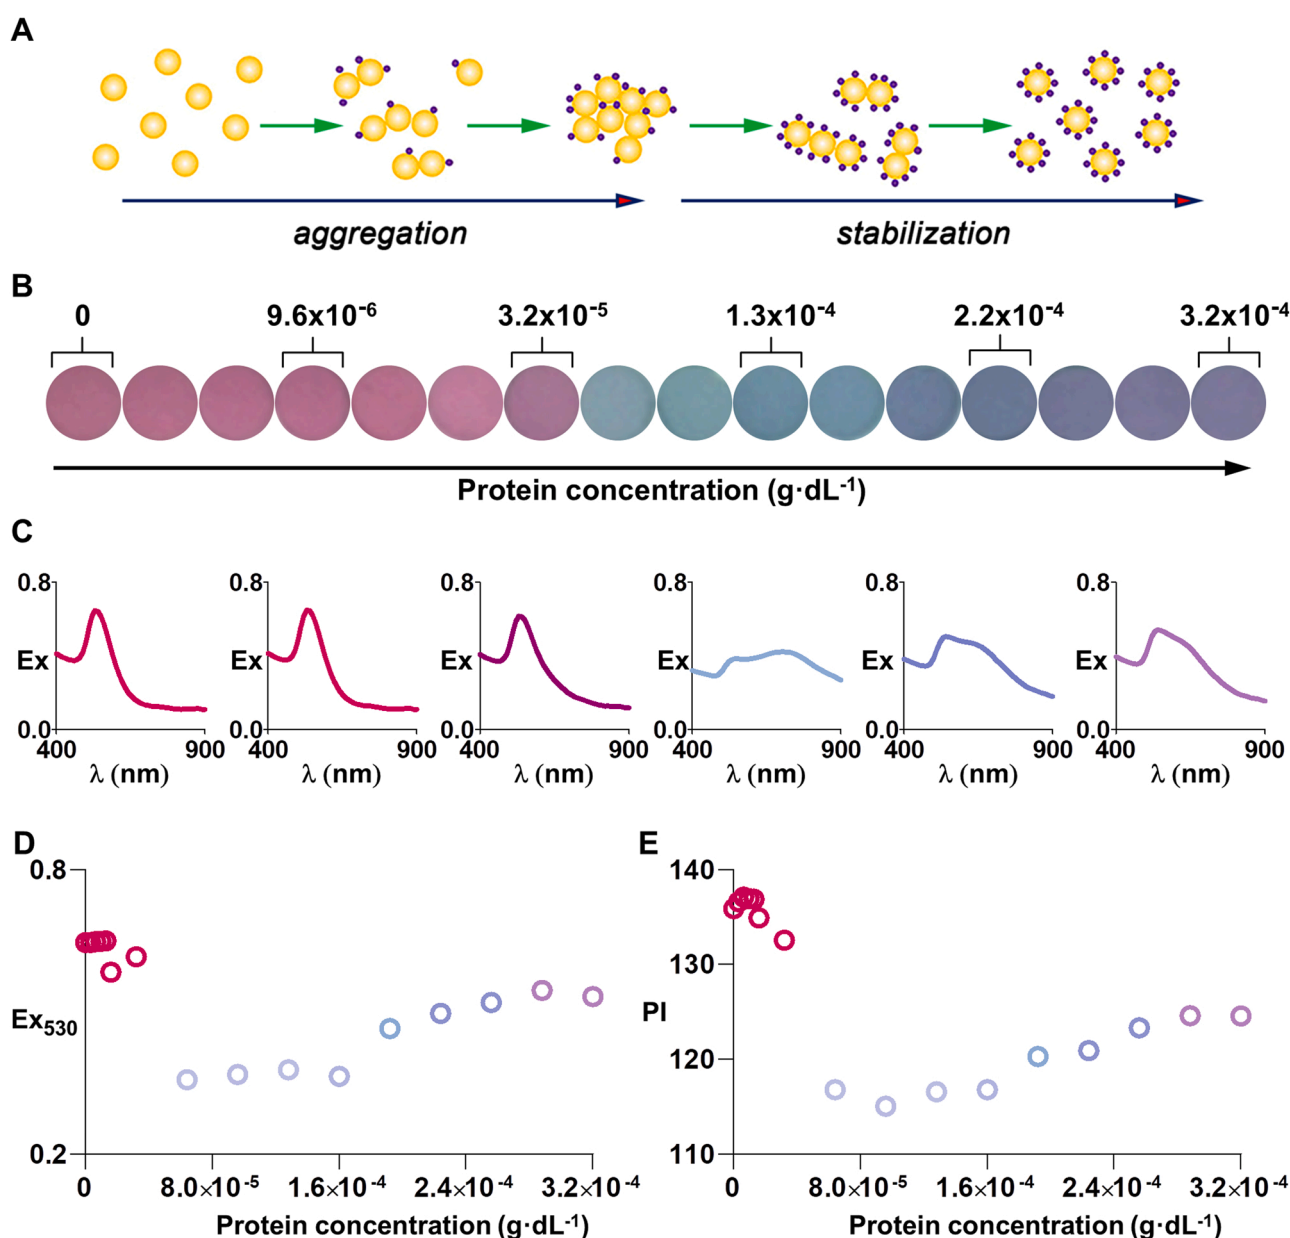 A
aggregation stabilization
B
0 9.6x10⁻⁶ 3.2x10⁻⁵ 1.3x10⁻⁴ 2.2x10⁻⁴ 3.2x10⁻⁴
Protein concentration (g·dL⁻¹)
C
0.8 0.8 0.8 0.8 0.8 0.8
Ex Ex Ex Ex Ex Ex
0.0 0.0 0.0 0.0 0.0 0.0
400 900 400 900 400 900 400 900 400 900 400 900
λ (nm) λ (nm) λ (nm) λ (nm) λ (nm) λ (nm)
D
0.8
Ex₅₃₀
0.2
0 8.0×10⁻⁵ 1.6×10⁻⁴ 2.4×10⁻⁴ 3.2×10⁻⁴
Protein concentration (g·dL⁻¹)
E
140
130
PI
120
110
0 8.0×10⁻⁵ 1.6×10⁻⁴ 2.4×10⁻⁴ 3.2×10⁻⁴
Protein concentration (g·dL⁻¹)